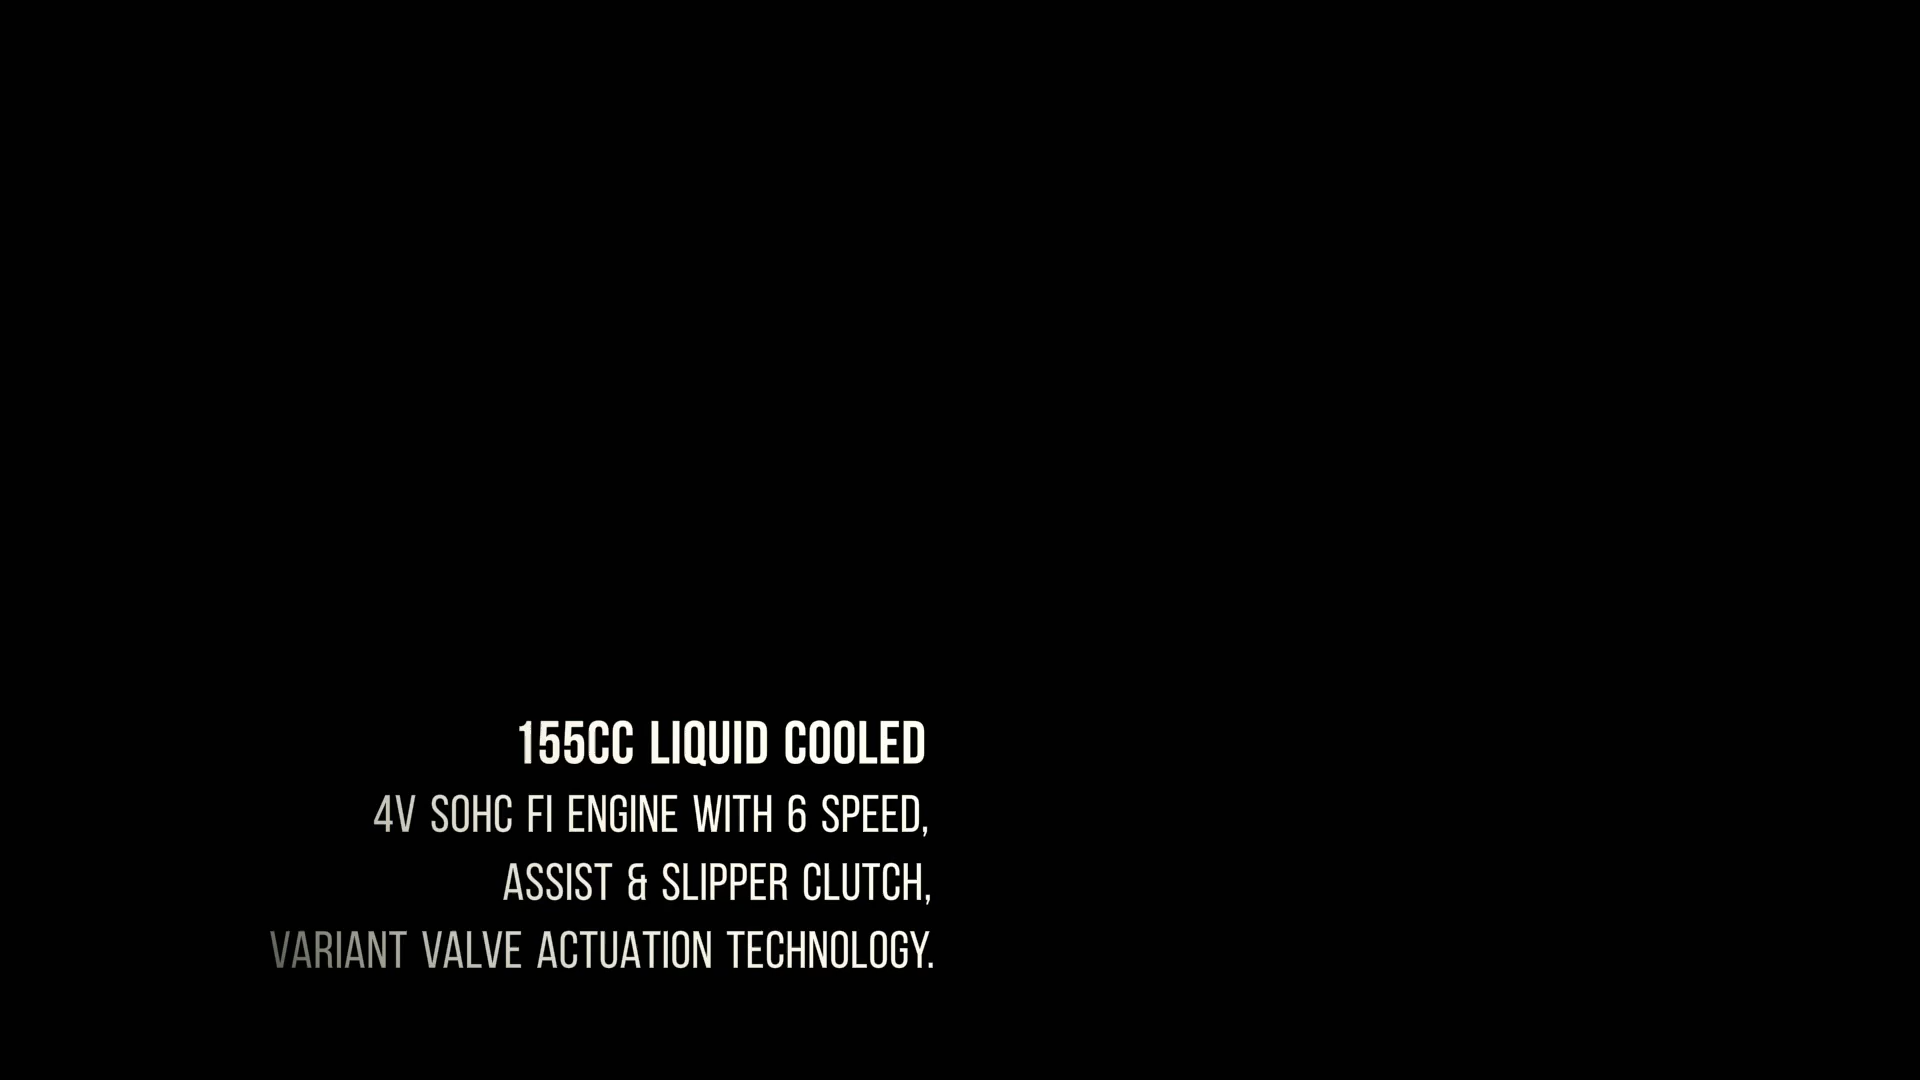 155CC LIQUID COOLED
4V SOHC FI ENGINE WITH 6 SPEED,
ASSIST & SLIPPER CLUTCH,
VARIANT VALVE ACTUATION TECHNOLOGY.